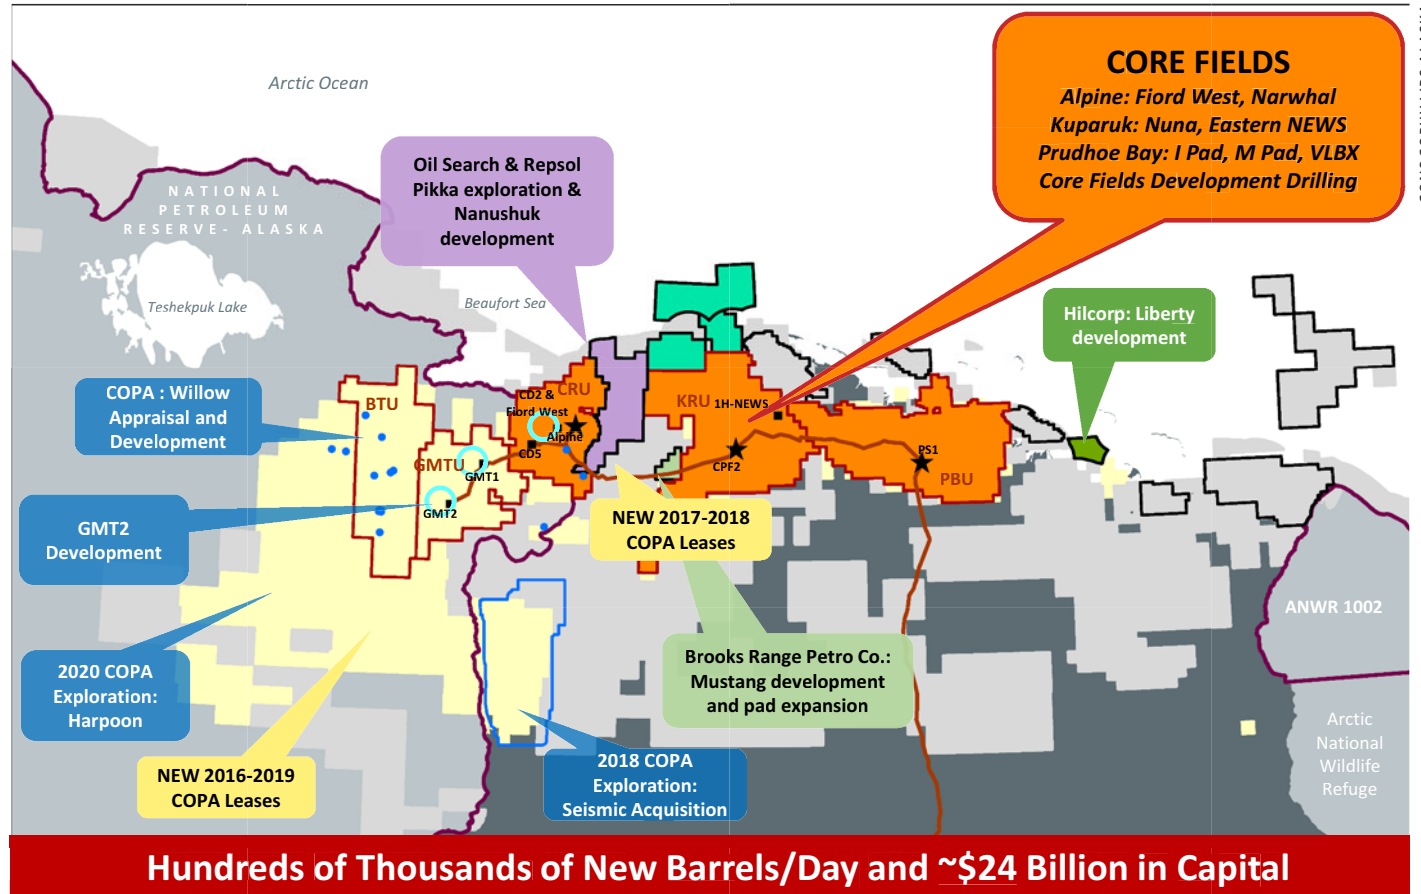 CORE FIELDS
Alpine: Fiord West, Narwhal
Kuparuk: Nuna, Eastern NEWS
Prudhoe Bay: I Pad, M Pad, VLBX
Core Fields Development Drilling
Arctic Ocean
Oil Search & Repsol
Pikka exploration &
Nanushuk
development
NATIONAL
PETROLEUM
RESERVE- ALASKA
Teshekpuk Lake
Beaufort Sea
Hilcorp: Liberty
development
COPA : Willow
Appraisal and
Development
BTU
CRU
CD2 &
Fiord West
Alpine
CD5
KRU
1H-NEWS
CPF2
PS1
PBU
GMTU
GMT1
GMT2
GMT2
Development
NEW 2017-2018
COPA Leases
ANWR 1002
2020 COPA
Exploration:
Harpoon
Brooks Range Petro Co.:
Mustang development
and pad expansion
Arctic
National
Wildlife
Refuge
NEW 2016-2019
COPA Leases
2018 COPA
Exploration:
Seismic Acquisition
Hundreds of Thousands of New Barrels/Day and ~$24 Billion in Capital